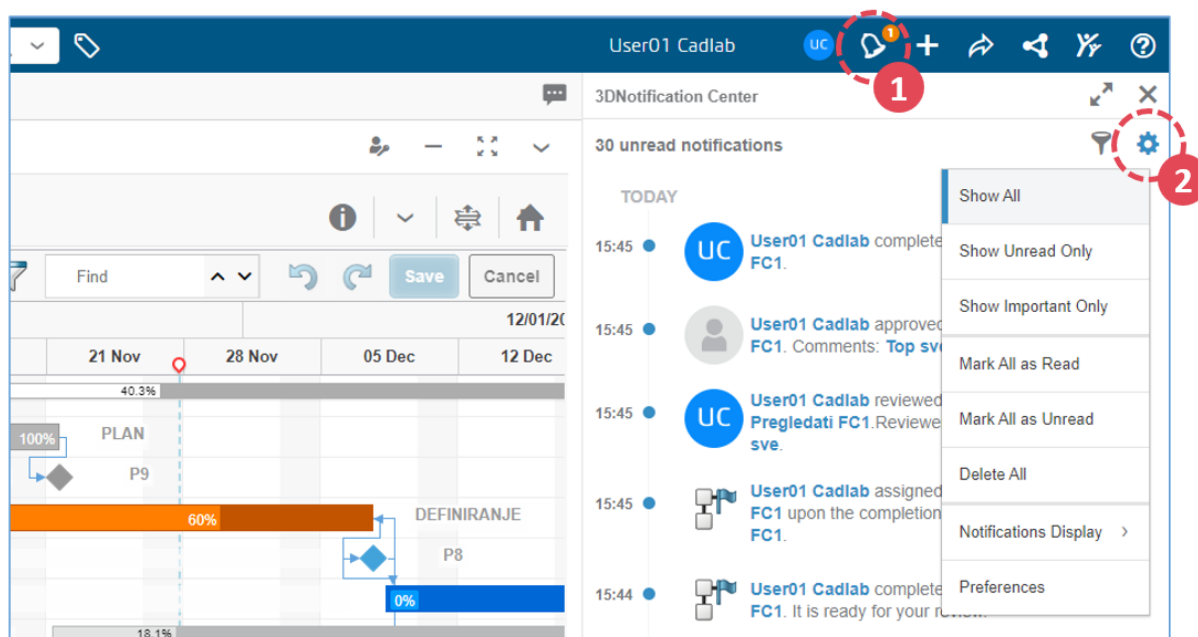 User01 Cadlab
UC
1
1
3DNotification Center
30 unread notifications
2
TODAY
Show All
Show Unread Only
Show Important Only
Mark All as Read
Mark All as Unread
Delete All
Notifications Display
Preferences
15:45
UC
User01 Cadlab complete
FC1.
15:45
User01 Cadlab approved
FC1. Comments: Top sv
15:45
UC
User01 Cadlab reviewed
Pregledati FC1.Reviewe
sve.
15:45
User01 Cadlab assigned
FC1 upon the completion
FC1.
15:44
User01 Cadlab complete
FC1. It is ready for your review.
Find
Save
Cancel
12/01/20
21 Nov
28 Nov
05 Dec
12 Dec
40.3%
100%
PLAN
P9
60%
DEFINIRANJE
P8
0%
18.1%